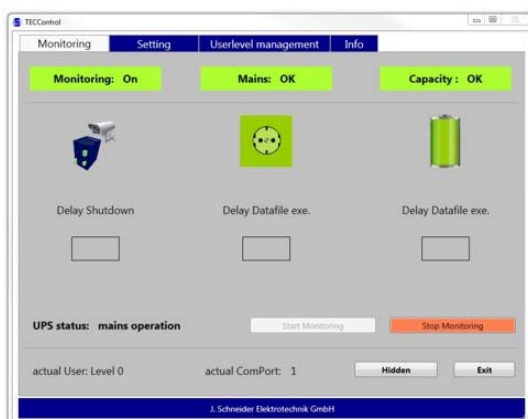 TECControl
Monitoring Setting Userlevel management Info
Monitoring: On Mains: OK Capacity : OK
Delay Shutdown Delay Datafile exe. Delay Datafile exe.
UPS status: mains operation Start Monitoring Stop Monitoring
actual User: Level 0 actual ComPort: 1 Hidden Exit
J. Schneider Elektrotechnik GmbH